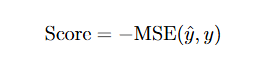 Score = −MSE(ŷ, y)